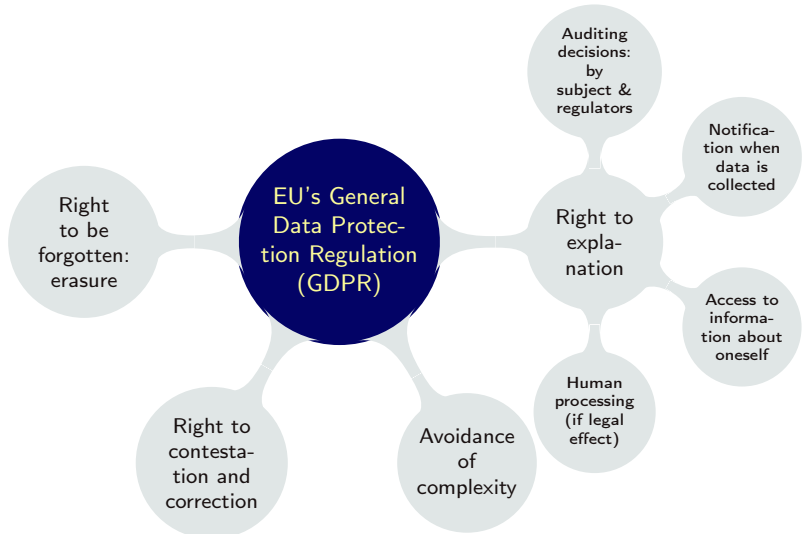 EU's General
Data Protec-
tion Regulation
(GDPR)
Right
to be
forgotten:
erasure
Right to
contesta-
tion and
correction
Avoidance
of
complexity
Right to
expla-
nation
Human
processing
(if legal
effect)
Access to
informa-
tion about
oneself
Notifica-
tion when
data is
collected
Auditing
decisions:
by
subject &
regulators